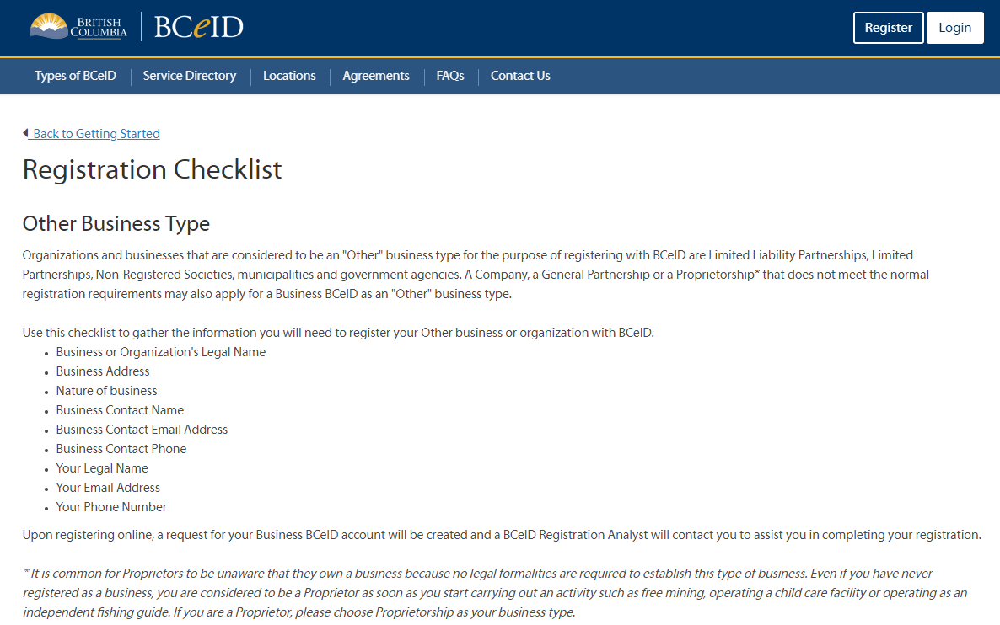 BRITISH
COLUMBIA
BCeID
Register
Login
Types of BCeID
Service Directory
Locations
Agreements
FAQs
Contact Us
Back to Getting Started
Registration Checklist
Other Business Type
Organizations and businesses that are considered to be an "Other" business type for the purpose of registering with BCeID are Limited Liability Partnerships, Limited
Partnerships, Non-Registered Societies, municipalities and government agencies. A Company, a General Partnership or a Proprietorship* that does not meet the normal
registration requirements may also apply for a Business BCeID as an "Other" business type.
Use this checklist to gather the information you will need to register your Other business or organization with BCeID.
• Business or Organization's Legal Name
• Business Address
• Nature of business
• Business Contact Name
• Business Contact Email Address
• Business Contact Phone
• Your Legal Name
• Your Email Address
• Your Phone Number
Upon registering online, a request for your Business BCeID account will be created and a BCeID Registration Analyst will contact you to assist you in completing your registration.
* It is common for Proprietors to be unaware that they own a business because no legal formalities are required to establish this type of business. Even if you have never
registered as a business, you are considered to be a Proprietor as soon as you start carrying out an activity such as free mining, operating a child care facility or operating as an
independent fishing guide. If you are a Proprietor, please choose Proprietorship as your business type.